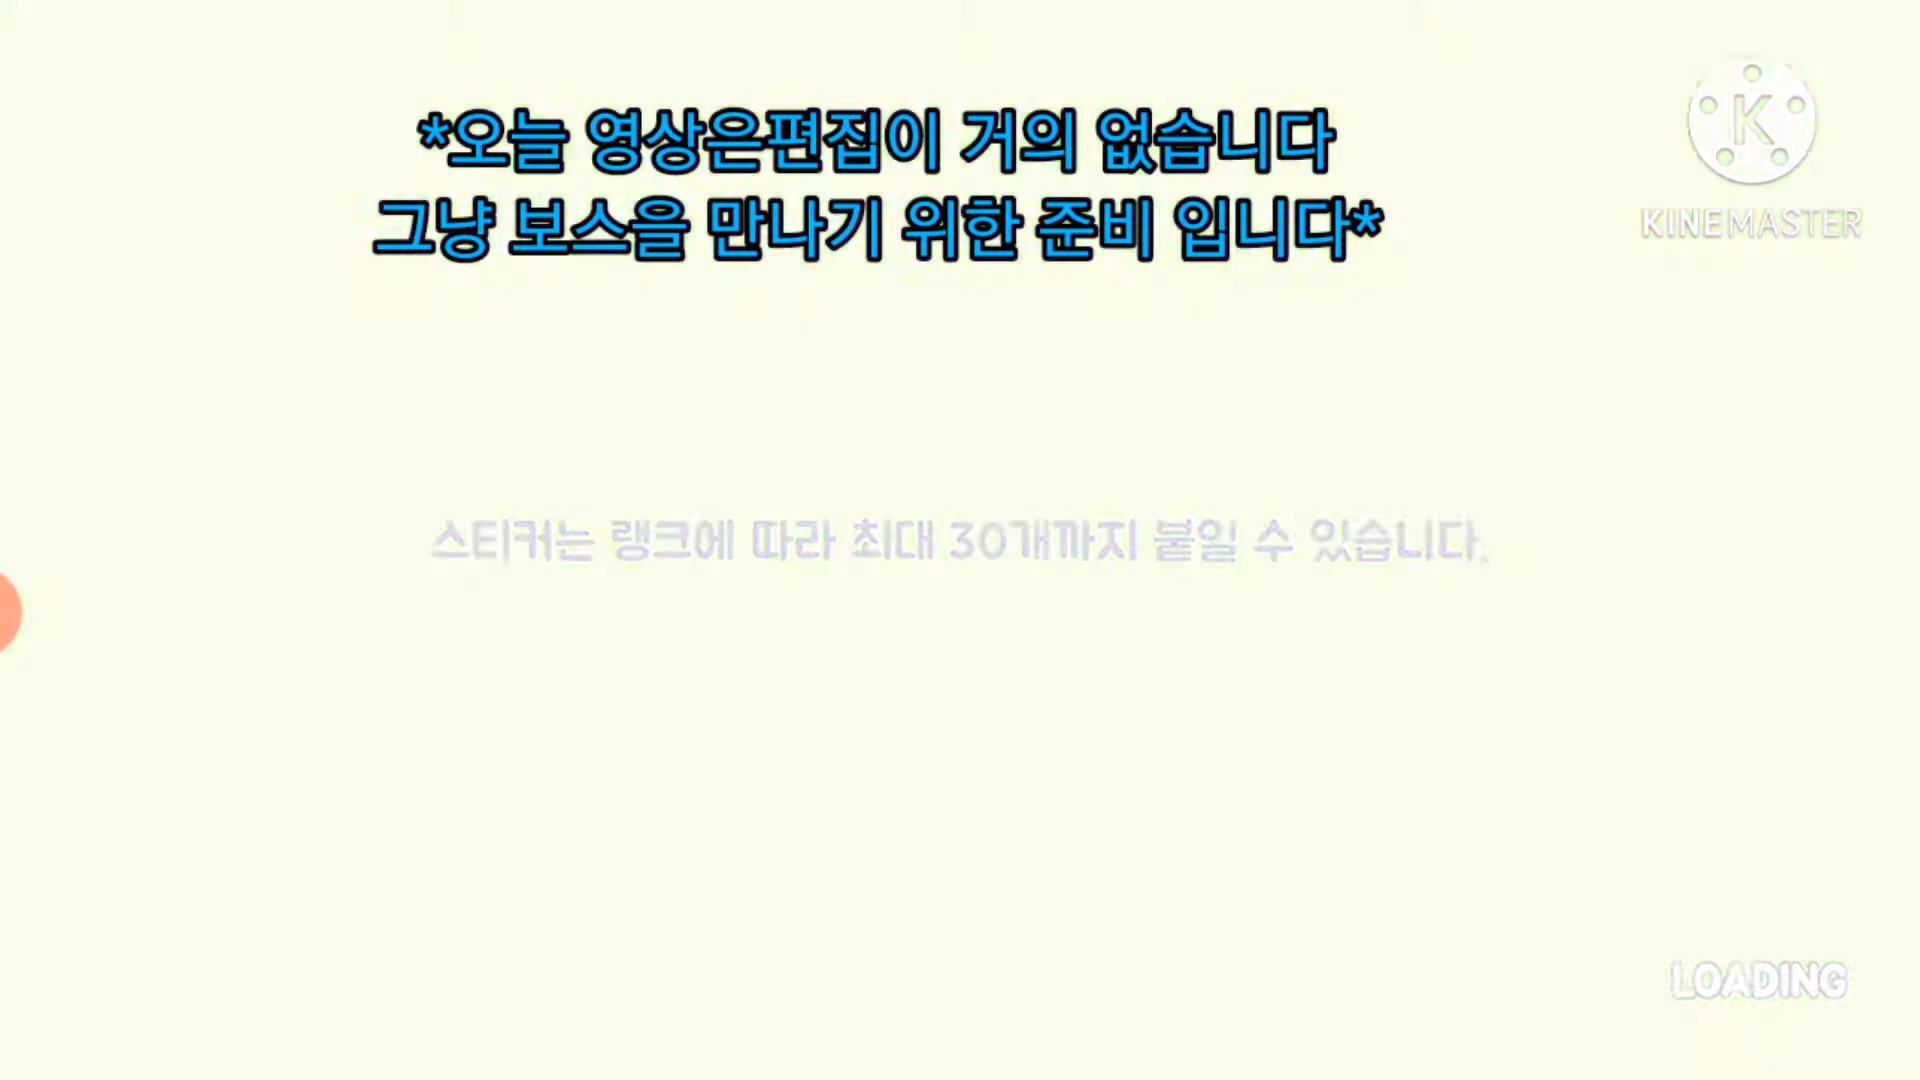 *오늘 영상은편집이 거의 없습니다
그냥 보스을 만나기 위한 준비 입니다*
K
KINEMASTER
스티커는 랭크에 따라 최대 30개까지 붙일 수 있습니다.
LOADING